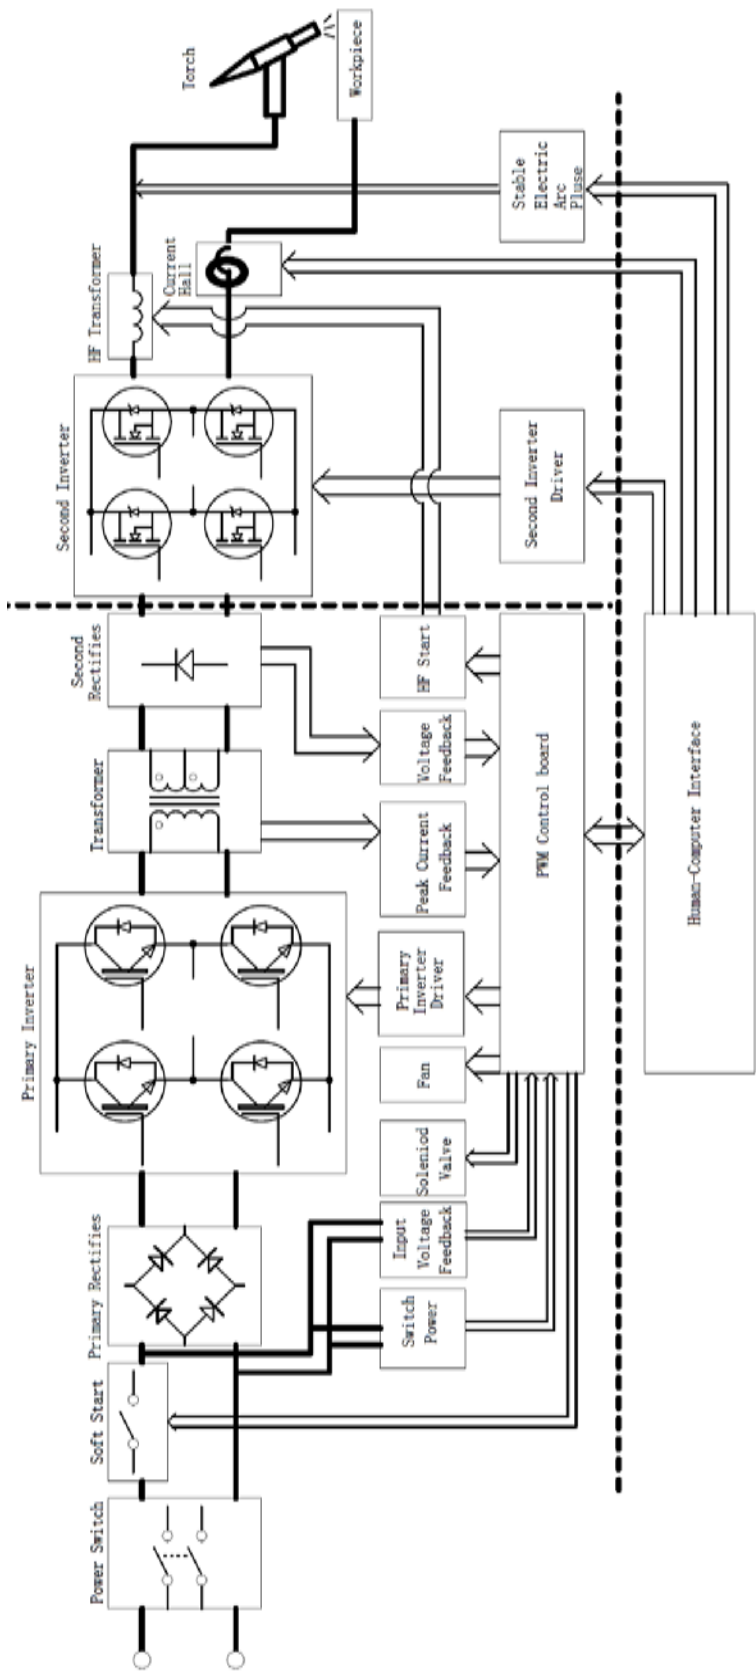 Power Switch
Soft Start
Primary Rectifies
Primary Inverter
Transformer
Second
Rectifies
Second Inverter
HF Transformer
Current
Hall
Torch
Workpiece
Switch
Power
Input
Voltage
Feedback
Soleniod
Valve
Fan
Primary
Inverter
Driver
Peak Current
Feedback
Voltage
Feedback
HF Start
PWM Control board
Second Inverter
Driver
Stable
Electric
Arc
Pluse
Human-Computer Interface